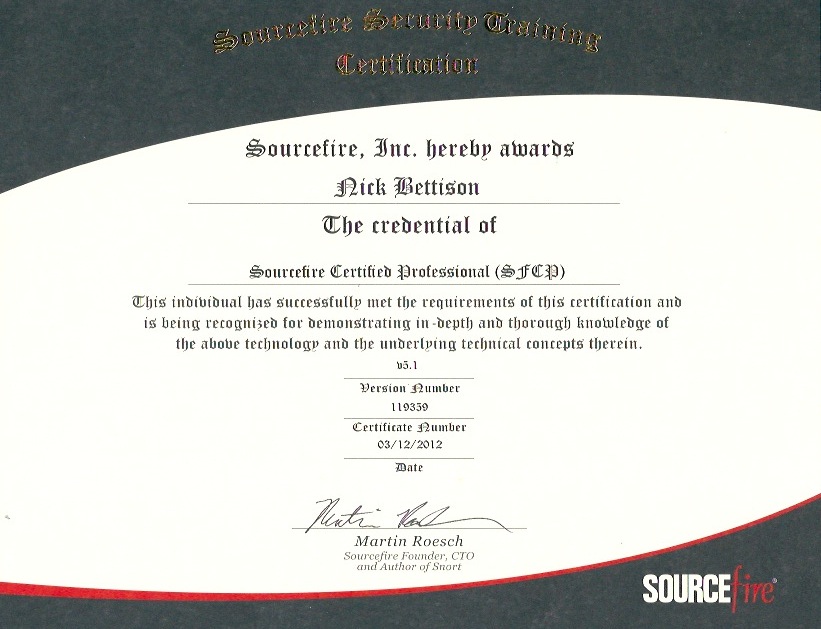 Sourcefire Security Training
Certification
Sourcefire, Inc. hereby awards
Nick Bettison
The credential of
Sourcefire Certified Professional (SFCP)
This individual has successfully met the requirements of this certification and
is being recognized for demonstrating in-depth and thorough knowledge of
the above technology and the underlying technical concepts therein.
v5.1
Version Number
119359
Certificate Number
03/12/2012
Date
Martin Roesch
Sourcefire Founder, CTO
and Author of Snort
SOURCEfire®